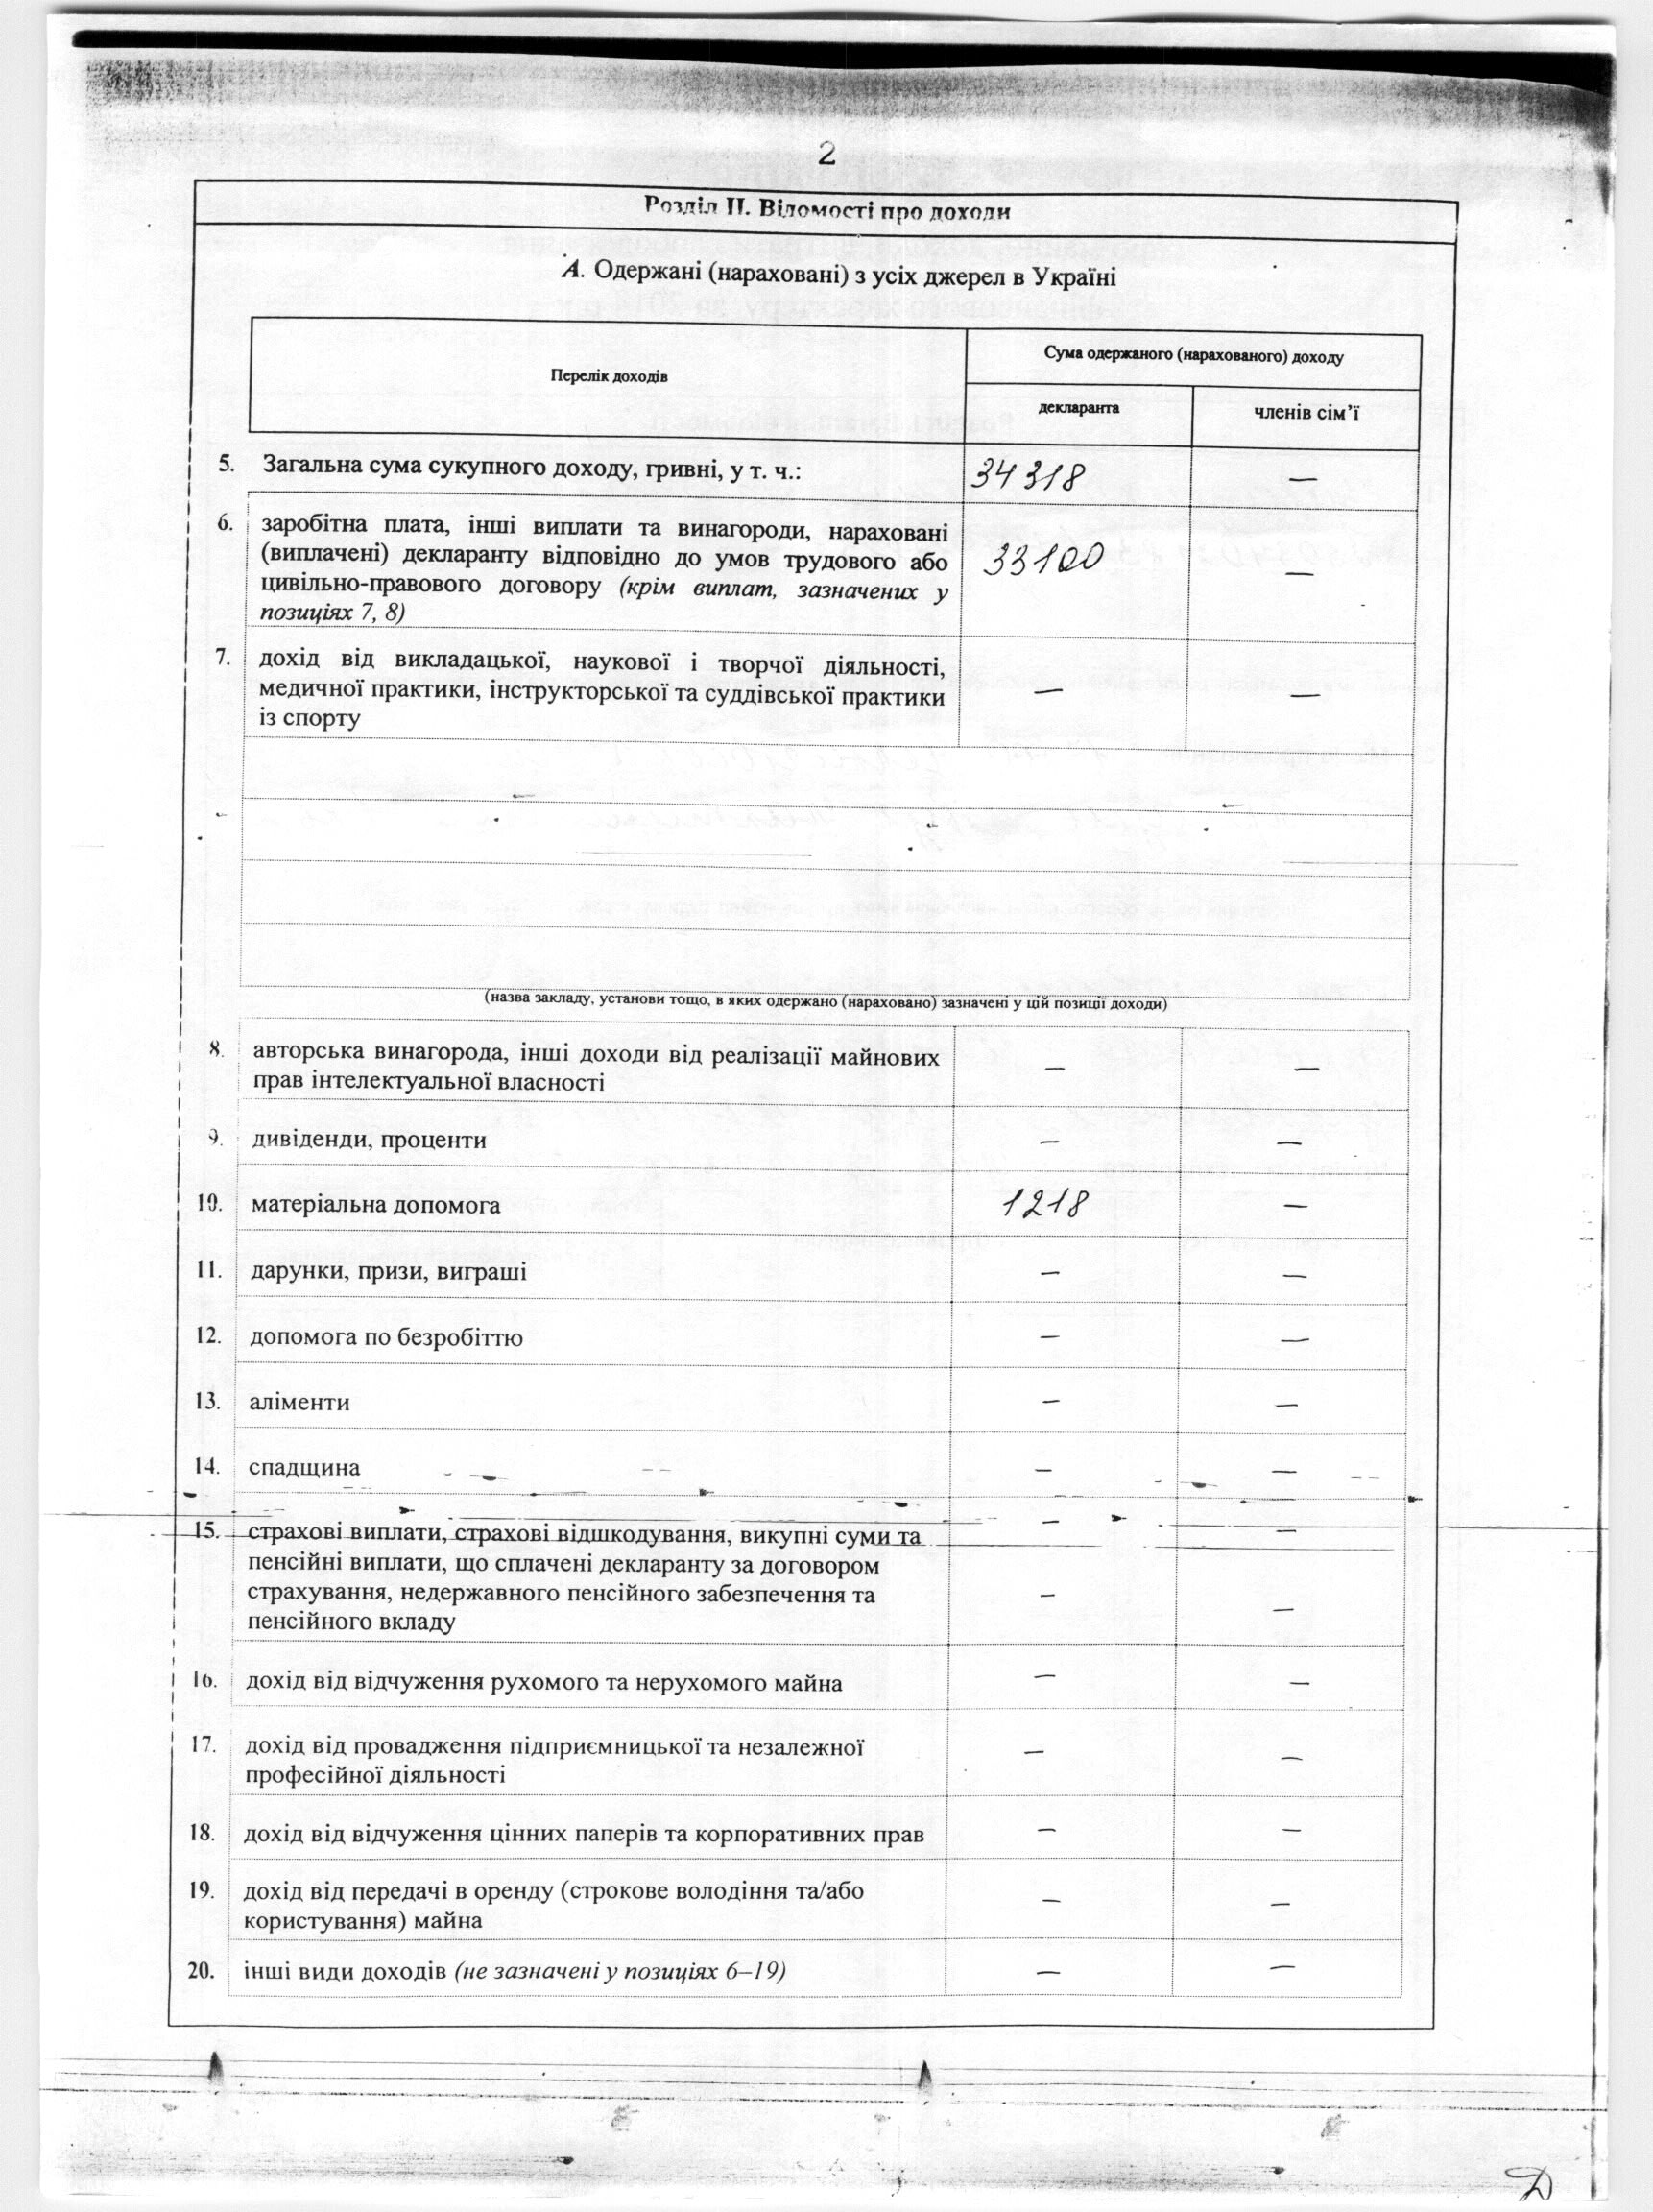 2
Розділ II. Відомості про доходи
А. Одержані (нараховані) з усіх джерел в Україні
Перелік доходів
Сума одержаного (нарахованого) доходу
декларанта
членів сім’ї
5. Загальна сума сукупного доходу, гривні, у т. ч.: 34318 —
6. заробітна плата, інші виплати та винагороди, нараховані
(виплачені) декларанту відповідно до умов трудового або 33100 —
цивільно-правового договору (крім виплат, зазначених у
позиціях 7, 8)
7. дохід від викладацької, наукової і творчої діяльності,
медичної практики, інструкторської та суддівської практики — —
із спорту
(назва закладу, установи тощо, в яких одержано (нараховано) зазначені у цій позиції доходи)
8. авторська винагорода, інші доходи від реалізації майнових — —
прав інтелектуальної власності
9. дивіденди, проценти — —
10. матеріальна допомога 1218 —
11. дарунки, призи, виграші — —
12. допомога по безробіттю — —
13. аліменти — —
14. спадщина — —
15. страхові виплати, страхові відшкодування, викупні суми та
пенсійні виплати, що сплачені декларанту за договором
страхування, недержавного пенсійного забезпечення та — —
пенсійного вкладу
16. дохід від відчуження рухомого та нерухомого майна — —
17. дохід від провадження підприємницької та незалежної — —
професійної діяльності
18. дохід від відчуження цінних паперів та корпоративних прав — —
19. дохід від передачі в оренду (строкове володіння та/або — —
користування) майна
20. інші види доходів (не зазначені у позиціях 6–19) — —